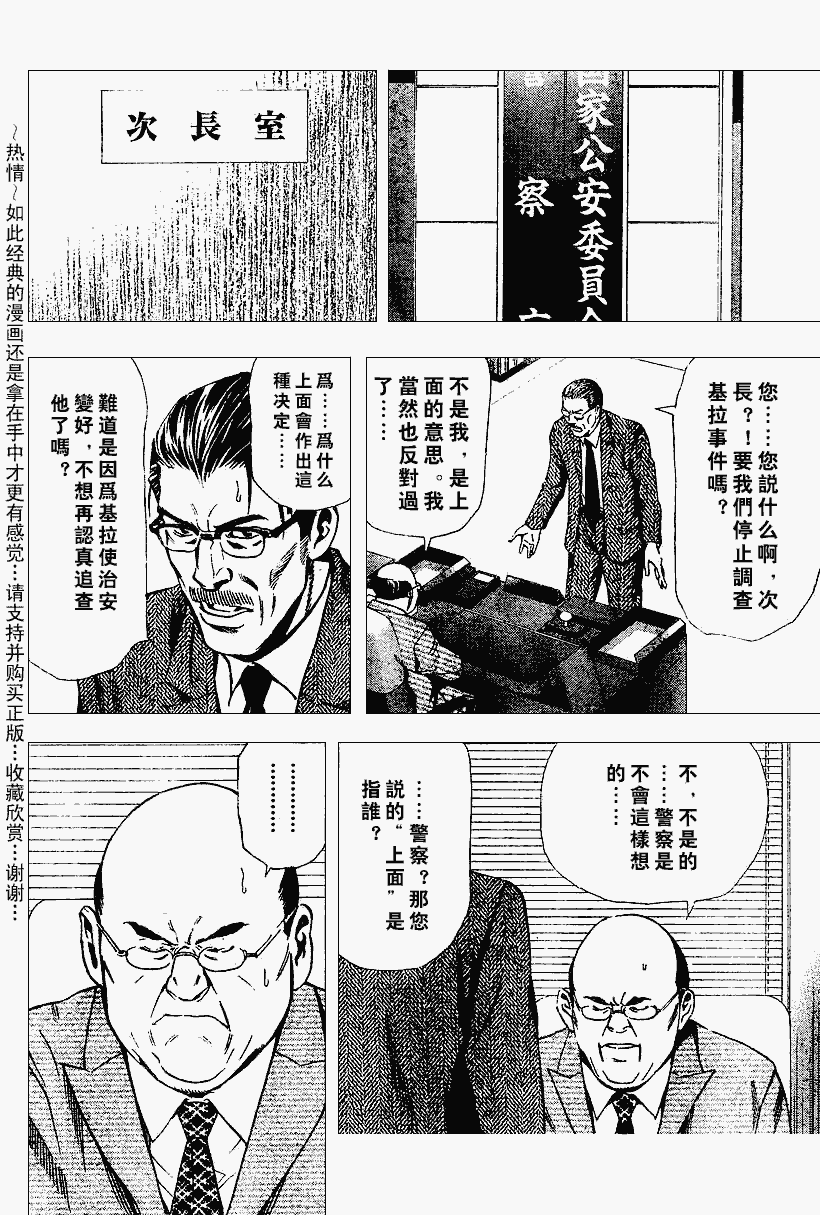 國家公安委員会
警察庁
次長室
您……您説什么啊，次
長？！要我們停止調查
基拉事件嗎？
不是我，是上
面的意思。我
當然也反對過
了……
爲……爲什么
上面會作出這
種决定……
難道是因爲基拉使治安
變好，不想再認真追查
他了嗎？
不，不是的
……警察是
不會這樣想
的……
……警察？那您
説的“上面”是
指誰？
…………
～热情～如此经典的漫画还是拿在手中才更有感觉…请支持并购买正版…收藏欣赏…谢谢…